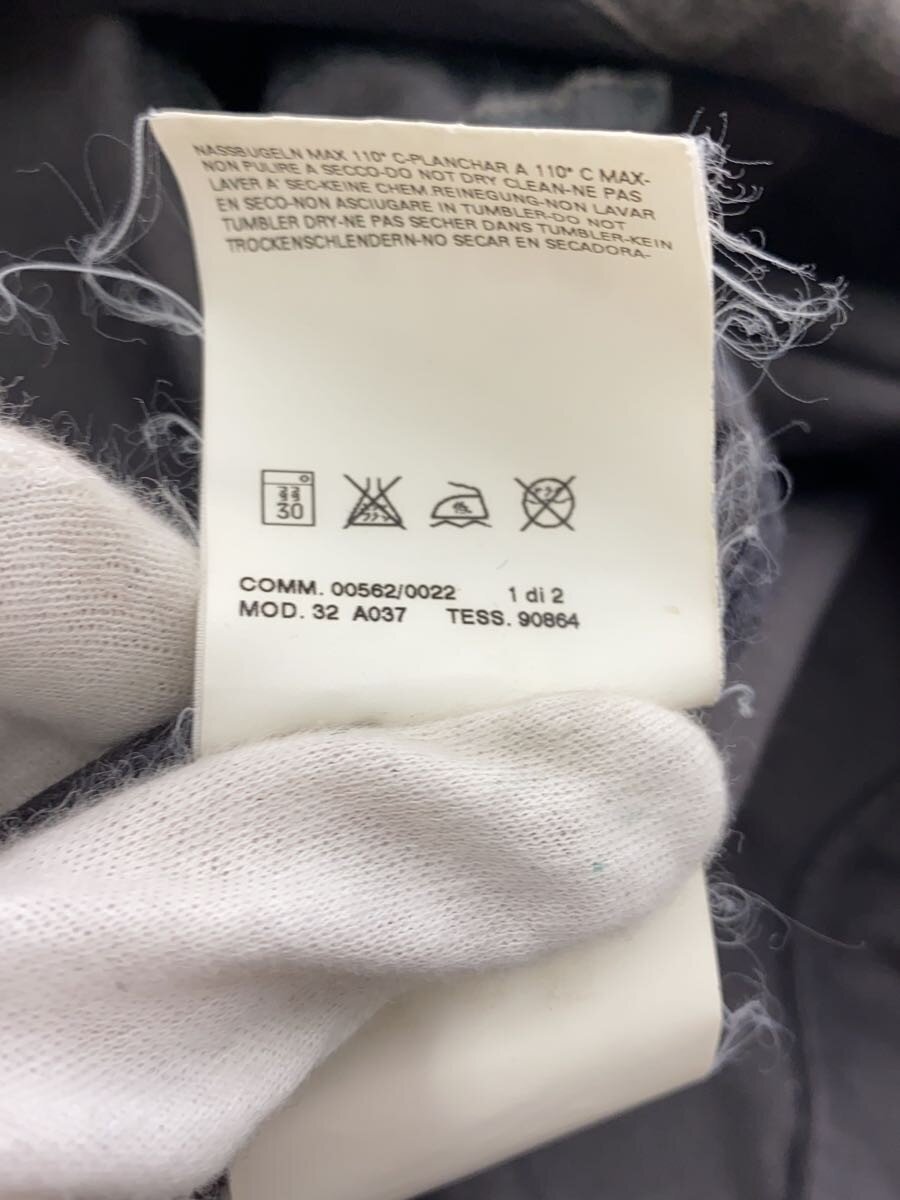 NASSBUGELN MAX 110° C-PLANCHAR A 110° C MAX-
NON PULIRE A SECCO-DO NOT DRY CLEAN-NE PAS
LAVER A' SEC-KEINE CHEM.REINEGUNG-NON LAVAR
EN SECO-NON ASCIUGARE IN TUMBLER-DO NOT
TUMBLER DRY-NE PAS SECHER DANS TUMBLER-KEIN
TROCKENSCHLENDERN-NO SECAR EN SECADORA-
30 低
COMM. 00562/0022 1 di 2
MOD. 32 A037 TESS. 90864